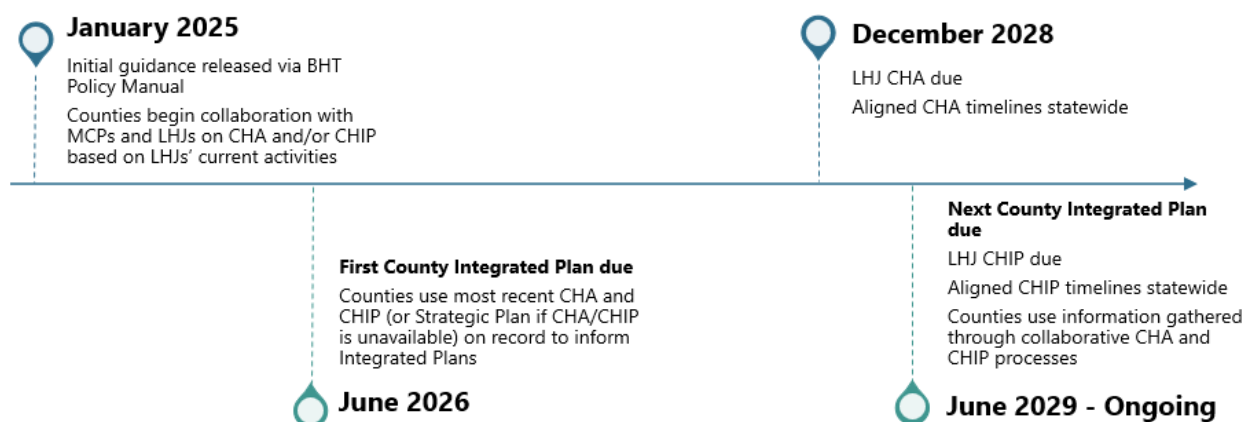 January 2025
Initial guidance released via BHT
Policy Manual
Counties begin collaboration with
MCPs and LHJs on CHA and/or CHIP
based on LHJs’ current activities
First County Integrated Plan due
Counties use most recent CHA and
CHIP (or Strategic Plan if CHA/CHIP
is unavailable) on record to inform
Integrated Plans
June 2026
December 2028
LHJ CHA due
Aligned CHA timelines statewide
Next County Integrated Plan
due
LHJ CHIP due
Aligned CHIP timelines statewide
Counties use information gathered
through collaborative CHA and
CHIP processes
June 2029 - Ongoing